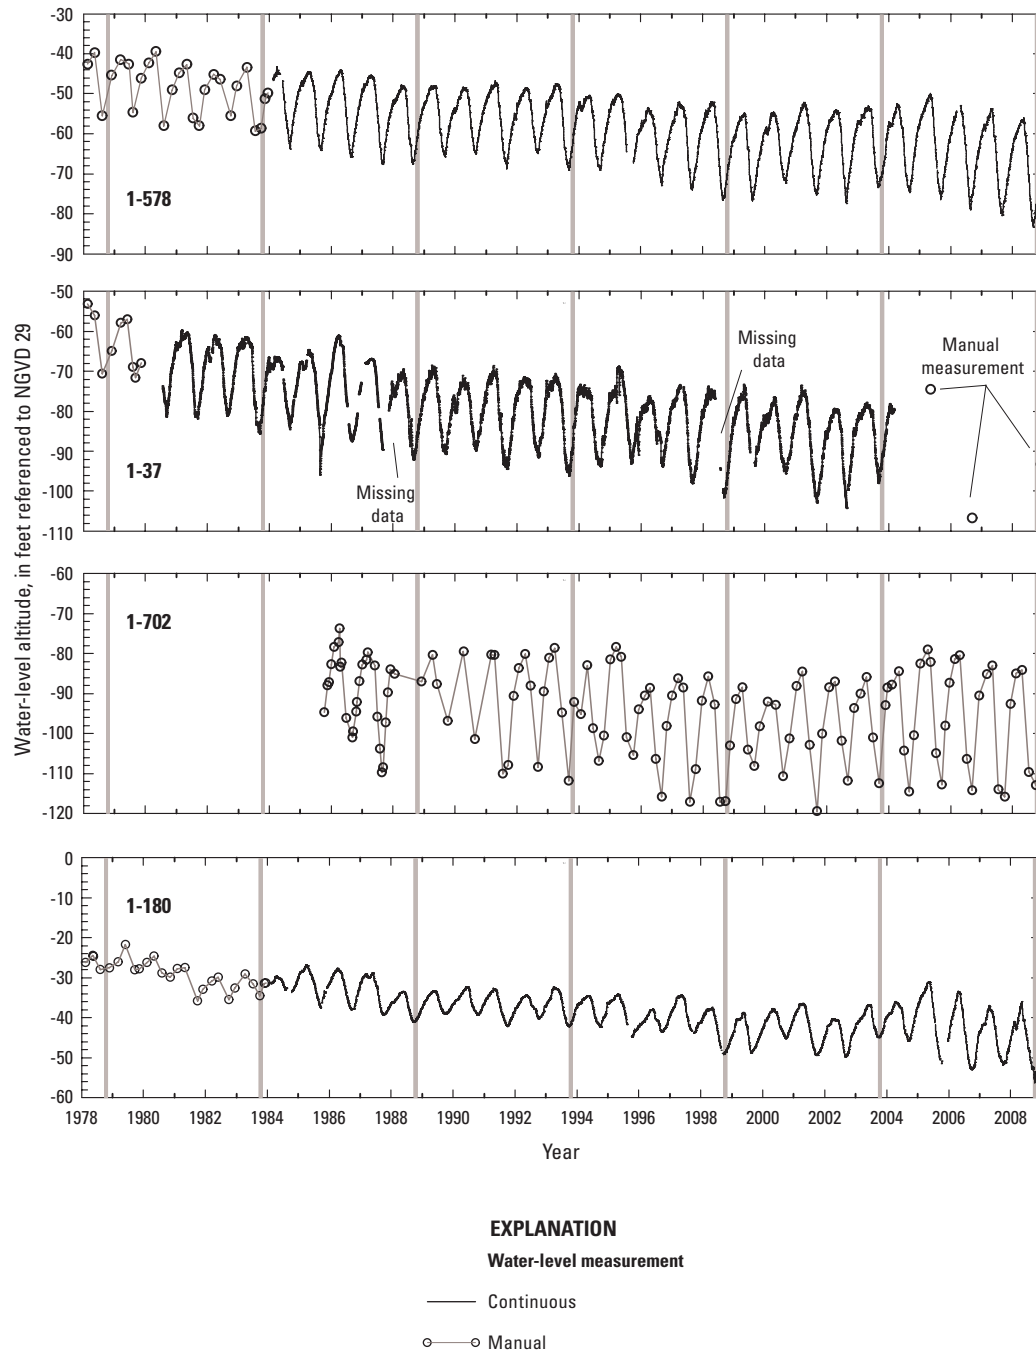 Water-level altitude, in feet referenced to NGVD 29
-30
-40
-50
-60
-70
-80
-90
1-578
-50
-60
-70
-80
-90
-100
-110
1-37
Missing
data
Missing
data
Manual
measurement
-60
-70
-80
-90
-100
-110
-120
1-702
0
-10
-20
-30
-40
-50
-60
1-180
1978 1980 1982 1984 1986 1988 1990 1992 1994 1996 1998 2000 2002 2004 2006 2008
Year
EXPLANATION
Water-level measurement
Continuous
Manual